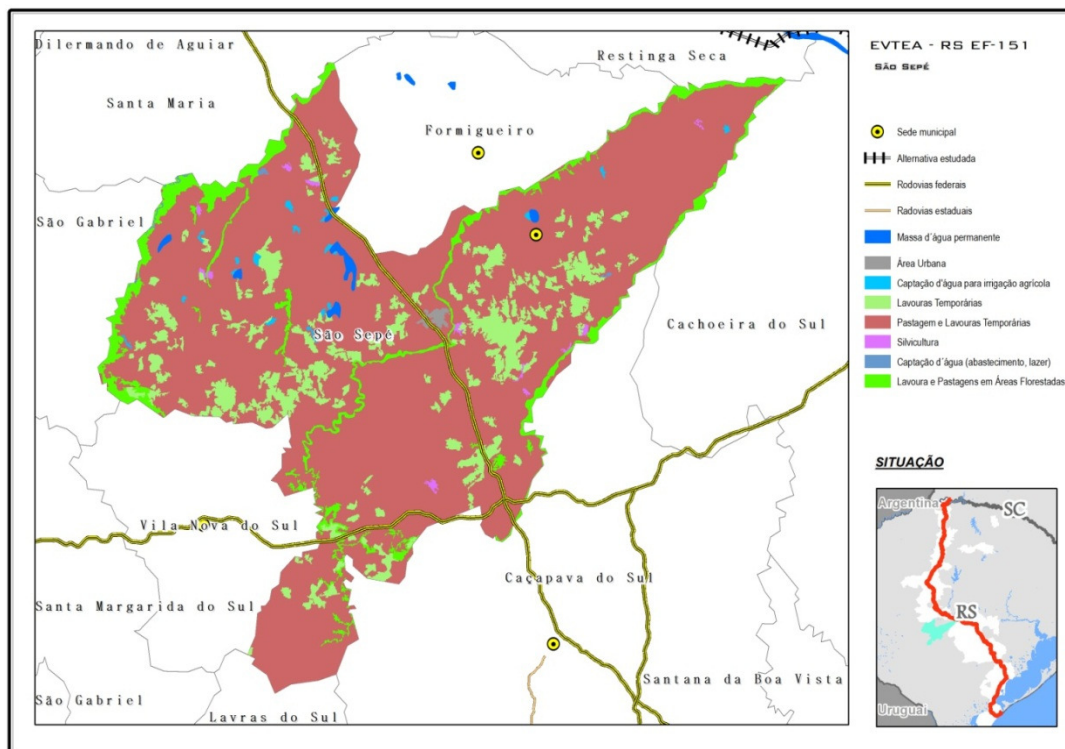 Dilermando de Aguiar
Restinga Seca
Santa Maria
Formigueiro
São Gabriel
São Sepé
Cachoeira do Sul
Vila Nova do Sul
Caçapava do Sul
Santa Margarida do Sul
Santana da Boa Vista
São Gabriel
Lavras do Sul
EVTEA - RS EF-151
São Sepé
Sede municipal
Alternativa estudada
Rodovias federais
Radovias estaduais
Massa d´água permanente
Área Urbana
Captação d'água para irrigação agrícola
Lavouras Temporárias
Pastagem e Lavouras Temporárias
Silvicultura
Captação d´água (abastecimento, lazer)
Lavoura e Pastagens em Áreas Florestadas
SITUAÇÃO
Argentina
SC
RS
Uruguai